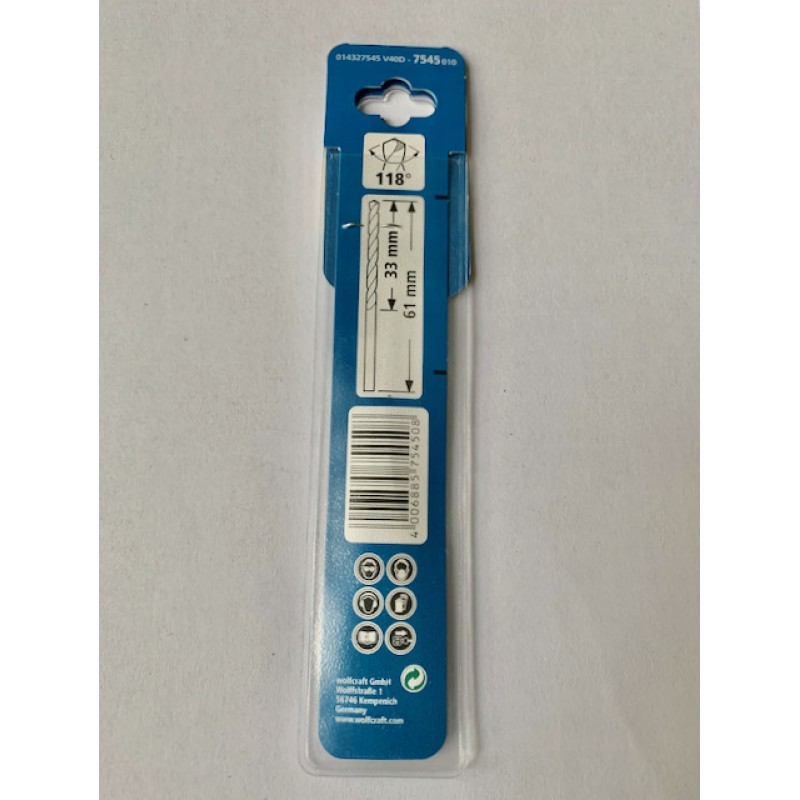 014327545 V40D - 7545 010
118°
33 mm
61 mm
4 006885 754508
wolfcraft GmbH
Wolffstraße 1
56746 Kempenich
Germany
www.wolfcraft.com